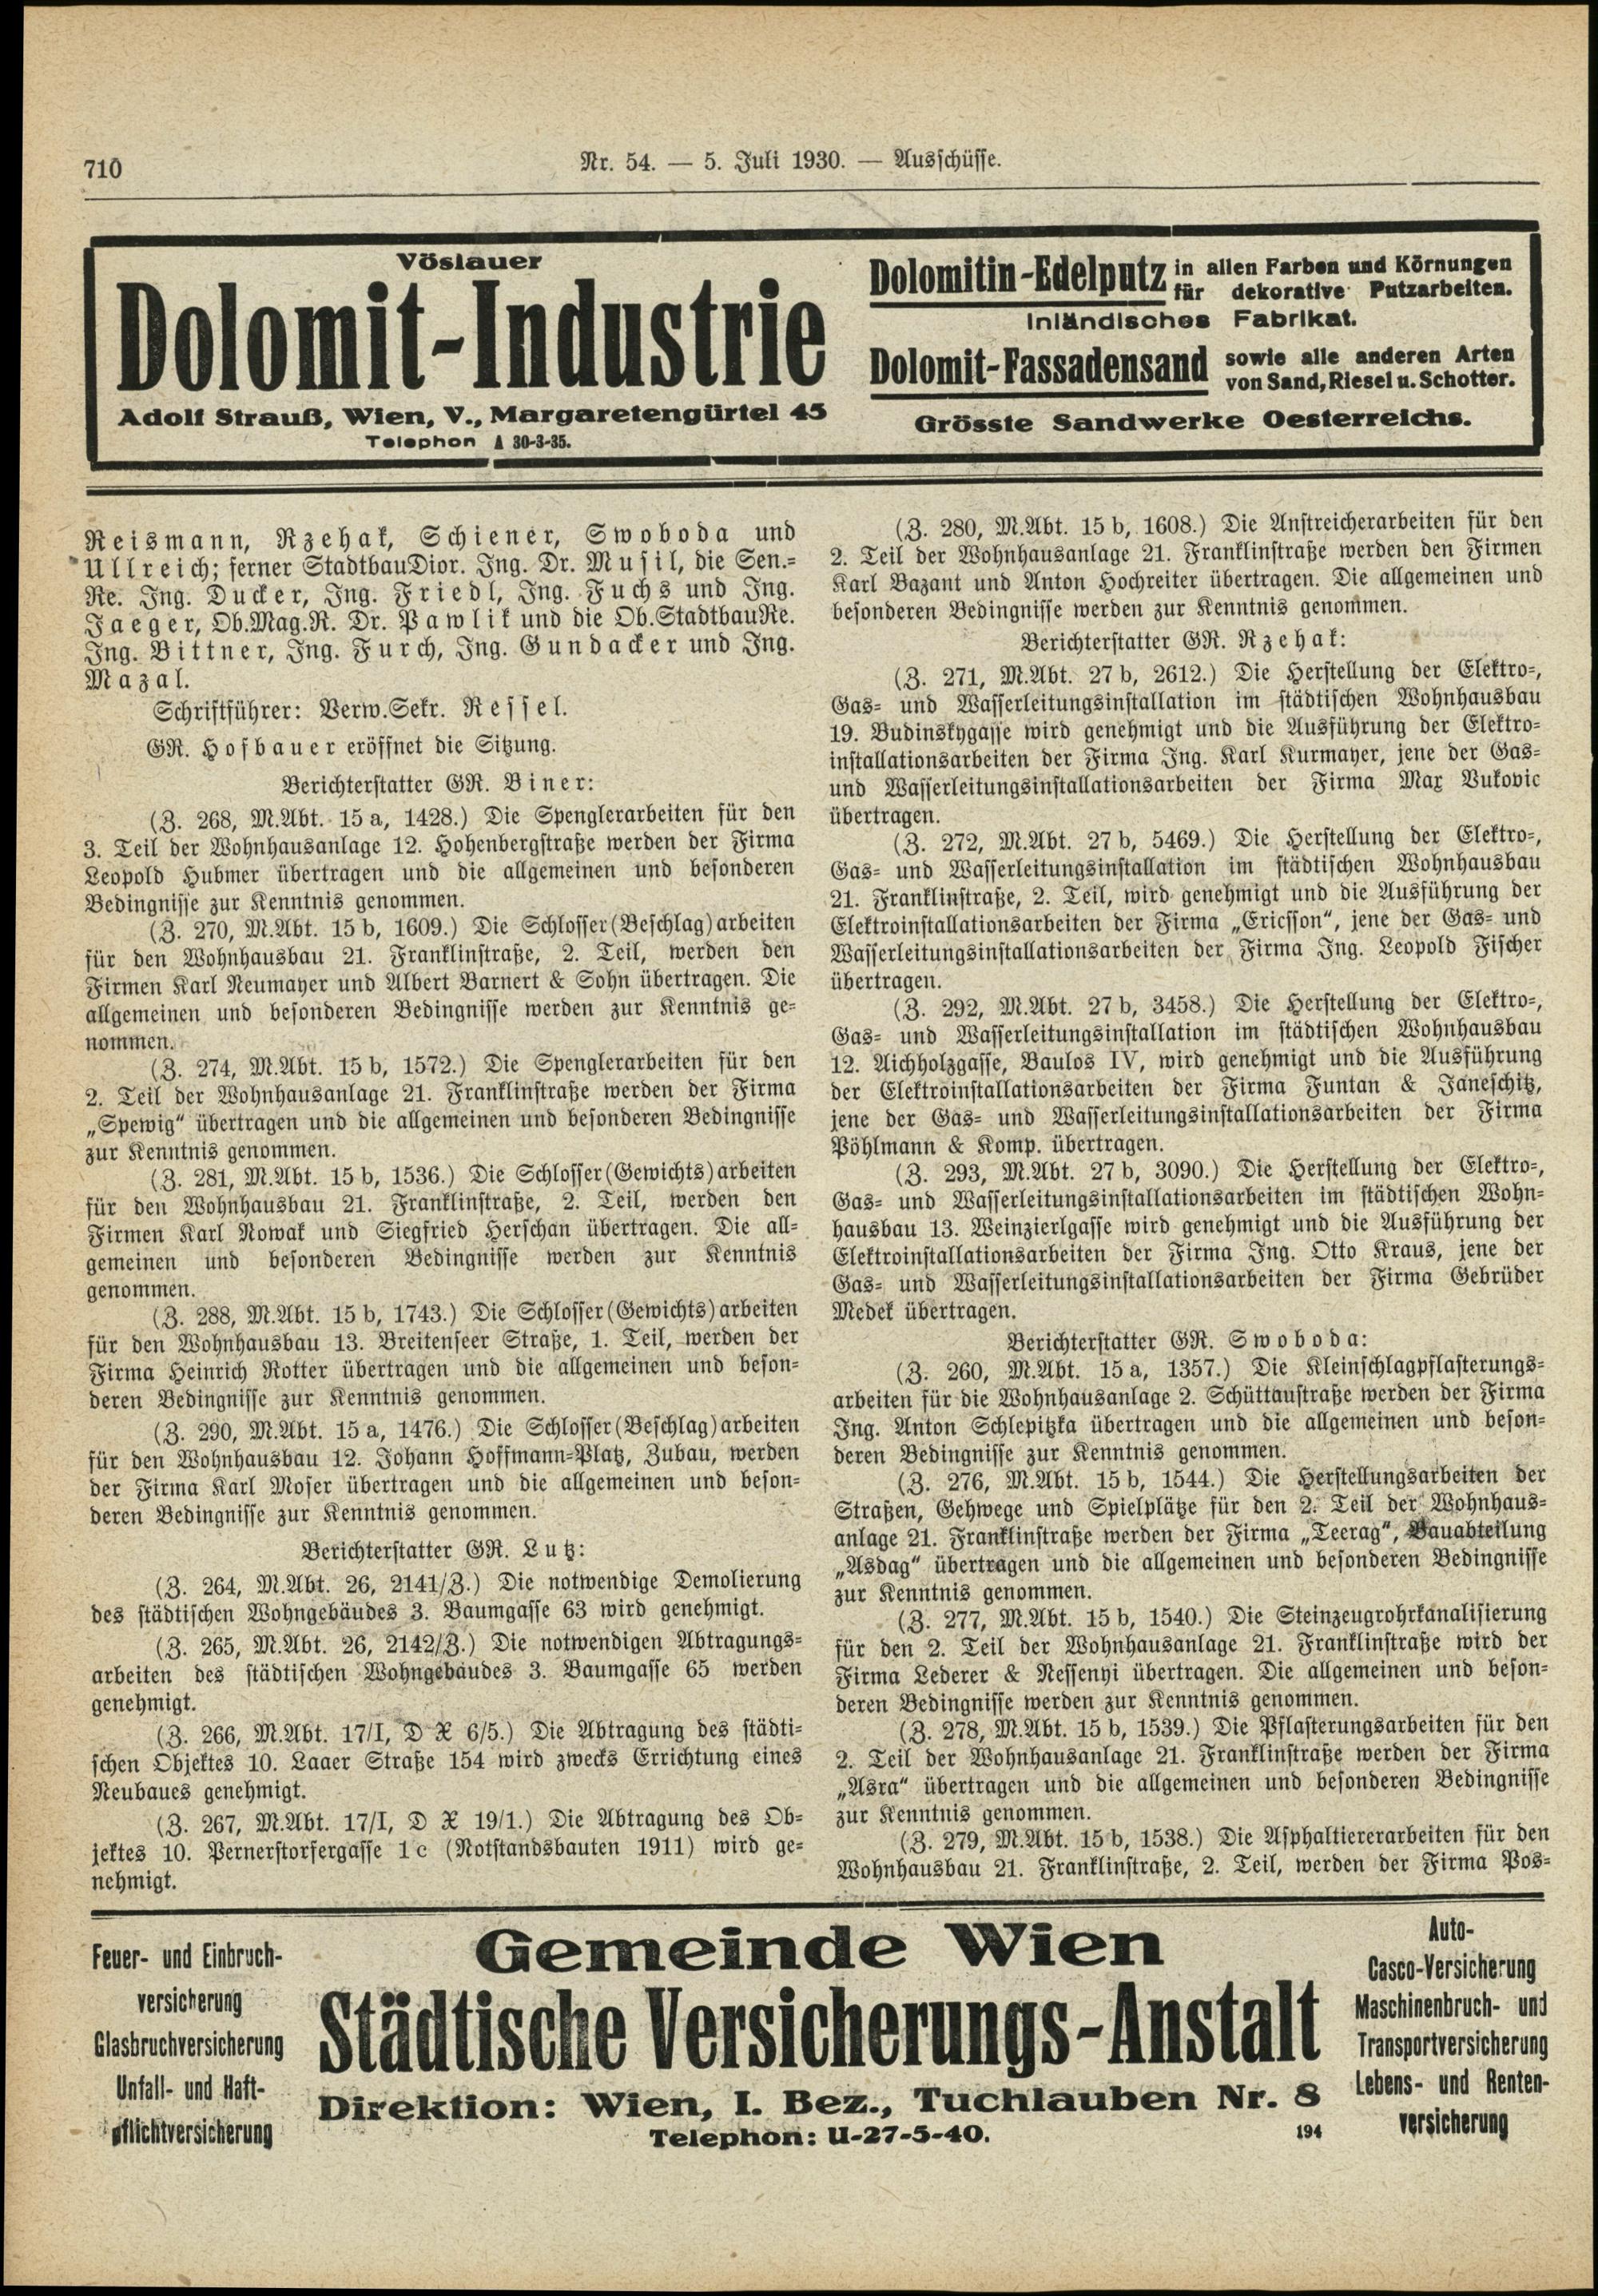 710
Nr. 54. — 5. Juli 1930. — Ausschüsse.
Vöslauer
Dolomit-Industrie
Adolf Strauß, Wien, V., Margaretengürtel 45
Telephon A 30-3-35.
Dolomitin-Edelputz in allen Farben und Körnungen
für dekorative Putzarbeiten.
Inländisches Fabrikat.
Dolomit-Fassadensand sowie alle anderen Arten
von Sand, Riesel u. Schotter.
Grösste Sandwerke Oesterreichs.
Reismann, Rzehak, Schiener, Swoboda und
Ullreich; ferner StadtbauDior. Ing. Dr. Musil, die Sen.-
Re. Ing. Ducker, Ing. Friedl, Ing. Fuchs und Ing.
Jaeger, Ob.Mag.R. Dr. Pawlik und die Ob.StadtbauRe.
Ing. Bittner, Ing. Furch, Ing. Gundacker und Ing.
Mazal.
Schriftführer: Verw.Sekr. Ressel.
GR. Hofbauer eröffnet die Sitzung.
Berichterstatter GR. Biner:
(Z. 268, M.Abt. 15 a, 1428.) Die Spenglerarbeiten für den
3. Teil der Wohnhausanlage 12. Hohenbergstraße werden der Firma
Leopold Hubmer übertragen und die allgemeinen und besonderen
Bedingnisse zur Kenntnis genommen.
(Z. 270, M.Abt. 15 b, 1609.) Die Schlosser(Beschlag)arbeiten
für den Wohnhausbau 21. Franklinstraße, 2. Teil, werden den
Firmen Karl Neumayer und Albert Barnert & Sohn übertragen. Die
allgemeinen und besonderen Bedingnisse werden zur Kenntnis ge-
nommen.
(Z. 274, M.Abt. 15 b, 1572.) Die Spenglerarbeiten für den
2. Teil der Wohnhausanlage 21. Franklinstraße werden der Firma
„Spewig“ übertragen und die allgemeinen und besonderen Bedingnisse
zur Kenntnis genommen.
(Z. 281, M.Abt. 15 b, 1536.) Die Schlosser(Gewichts)arbeiten
für den Wohnhausbau 21. Franklinstraße, 2. Teil, werden den
Firmen Karl Nowak und Siegfried Herschan übertragen. Die all-
gemeinen und besonderen Bedingnisse werden zur Kenntnis
genommen.
(Z. 288, M.Abt. 15 b, 1743.) Die Schlosser(Gewichts)arbeiten
für den Wohnhausbau 13. Breitenseer Straße, 1. Teil, werden der
Firma Heinrich Rotter übertragen und die allgemeinen und beson-
deren Bedingnisse zur Kenntnis genommen.
(Z. 290, M.Abt. 15 a, 1476.) Die Schlosser(Beschlag)arbeiten
für den Wohnhausbau 12. Johann Hoffmann-Platz, Zubau, werden
der Firma Karl Moser übertragen und die allgemeinen und beson-
deren Bedingnisse zur Kenntnis genommen.
Berichterstatter GR. Lutz:
(Z. 264, M.Abt. 26, 2141/Z.) Die notwendige Demolierung
des städtischen Wohngebäudes 3. Baumgasse 63 wird genehmigt.
(Z. 265, M.Abt. 26, 2142/Z.) Die notwendigen Abtragungs-
arbeiten des städtischen Wohngebäudes 3. Baumgasse 65 werden
genehmigt.
(Z. 266, M.Abt. 17/I, D X 6/5.) Die Abtragung des städti-
schen Objektes 10. Laaer Straße 154 wird zwecks Errichtung eines
Neubaues genehmigt.
(Z. 267, M.Abt. 17/I, D X 19/1.) Die Abtragung des Ob-
jektes 10. Pernerstorfergasse 1 c (Notstandsbauten 1911) wird ge-
nehmigt.
(Z. 280, M.Abt. 15 b, 1608.) Die Anstreicherarbeiten für den
2. Teil der Wohnhausanlage 21. Franklinstraße werden den Firmen
Karl Bazant und Anton Hochreiter übertragen. Die allgemeinen und
besonderen Bedingnisse werden zur Kenntnis genommen.
Berichterstatter GR. Rzehak:
(Z. 271, M.Abt. 27 b, 2612.) Die Herstellung der Elektro-,
Gas- und Wasserleitungsinstallation im städtischen Wohnhausbau
19. Budinskygasse wird genehmigt und die Ausführung der Elektro-
installationsarbeiten der Firma Ing. Karl Kurmayer, jene der Gas-
und Wasserleitungsinstallationsarbeiten der Firma Max Vukovic
übertragen.
(Z. 272, M.Abt. 27 b, 5469.) Die Herstellung der Elektro-,
Gas- und Wasserleitungsinstallation im städtischen Wohnhausbau
21. Franklinstraße, 2. Teil, wird genehmigt und die Ausführung der
Elektroinstallationsarbeiten der Firma „Ericsson“, jene der Gas- und
Wasserleitungsinstallationsarbeiten der Firma Ing. Leopold Fischer
übertragen.
(Z. 292, M.Abt. 27 b, 3458.) Die Herstellung der Elektro-,
Gas- und Wasserleitungsinstallation im städtischen Wohnhausbau
12. Aichholzgasse, Baulos IV, wird genehmigt und die Ausführung
der Elektroinstallationsarbeiten der Firma Funtan & Janeschitz,
jene der Gas- und Wasserleitungsinstallationsarbeiten der Firma
Pöhlmann & Komp. übertragen.
(Z. 293, M.Abt. 27 b, 3090.) Die Herstellung der Elektro-,
Gas- und Wasserleitungsinstallationsarbeiten im städtischen Wohn-
hausbau 13. Weinzierlgasse wird genehmigt und die Ausführung der
Elektroinstallationsarbeiten der Firma Ing. Otto Kraus, jene der
Gas- und Wasserleitungsinstallationsarbeiten der Firma Gebrüder
Medek übertragen.
Berichterstatter GR. Swoboda:
(Z. 260, M.Abt. 15 a, 1357.) Die Kleinschlagpflasterungs-
arbeiten für die Wohnhausanlage 2. Schüttaustraße werden der Firma
Ing. Anton Schlepitzka übertragen und die allgemeinen und beson-
deren Bedingnisse zur Kenntnis genommen.
(Z. 276, M.Abt. 15 b, 1544.) Die Herstellungsarbeiten der
Straßen, Gehwege und Spielplätze für den 2. Teil der Wohnhaus-
anlage 21. Franklinstraße werden der Firma „Teerag“, Bauabteilung
„Asdag“ übertragen und die allgemeinen und besonderen Bedingnisse
zur Kenntnis genommen.
(Z. 277, M.Abt. 15 b, 1540.) Die Steinzeugrohrkanalisierung
für den 2. Teil der Wohnhausanlage 21. Franklinstraße wird der
Firma Lederer & Nessenyi übertragen. Die allgemeinen und beson-
deren Bedingnisse werden zur Kenntnis genommen.
(Z. 278, M.Abt. 15 b, 1539.) Die Pflasterungsarbeiten für den
2. Teil der Wohnhausanlage 21. Franklinstraße werden der Firma
„Asra“ übertragen und die allgemeinen und besonderen Bedingnisse
zur Kenntnis genommen.
(Z. 279, M.Abt. 15 b, 1538.) Die Asphaltiererarbeiten für den
Wohnhausbau 21. Franklinstraße, 2. Teil, werden der Firma Pos-
Feuer- und Einbruch-
versicherung
Glasbruchversicherung
Unfall- und Haft-
pflichtversicherung
Gemeinde Wien
Städtische Versicherungs-Anstalt
Direktion: Wien, I. Bez., Tuchlauben Nr. 8
Telephon: U-27-5-40.
194
Auto-
Casco-Versicherung
Maschinenbruch- und
Transportversicherung
Lebens- und Renten-
versicherung